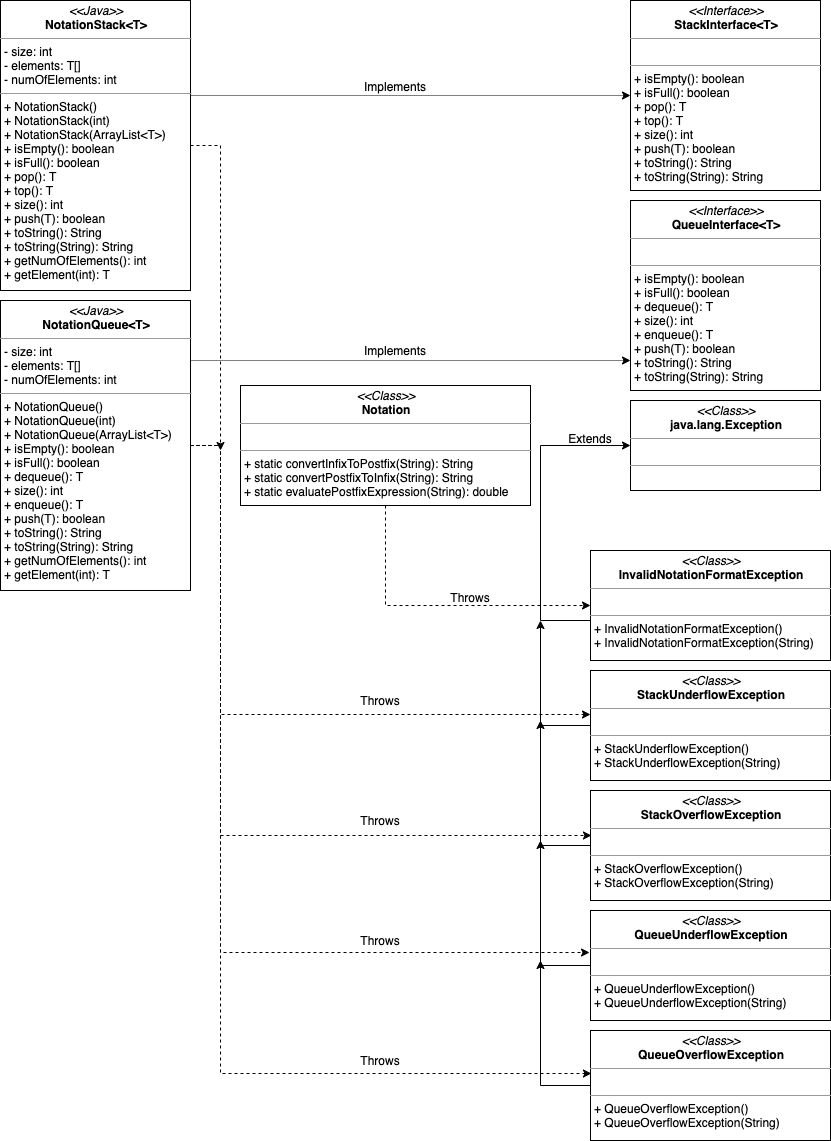 <<Java>>
NotationStack<T>
- size: int
- elements: T[]
- numOfElements: int
+ NotationStack()
+ NotationStack(int)
+ NotationStack(ArrayList<T>)
+ isEmpty(): boolean
+ isFull(): boolean
+ pop(): T
+ top(): T
+ size(): int
+ push(T): boolean
+ toString(): String
+ toString(String): String
+ getNumOfElements(): int
+ getElement(int): T
Implements
<<Interface>>
StackInterface<T>
+ isEmpty(): boolean
+ isFull(): boolean
+ pop(): T
+ top(): T
+ size(): int
+ push(T): boolean
+ toString(): String
+ toString(String): String
<<Java>>
NotationQueue<T>
- size: int
- elements: T[]
- numOfElements: int
+ NotationQueue()
+ NotationQueue(int)
+ NotationQueue(ArrayList<T>)
+ isEmpty(): boolean
+ isFull(): boolean
+ dequeue(): T
+ size(): int
+ enqueue(): T
+ push(T): boolean
+ toString(): String
+ toString(String): String
+ getNumOfElements(): int
+ getElement(int): T
Implements
<<Interface>>
QueueInterface<T>
+ isEmpty(): boolean
+ isFull(): boolean
+ dequeue(): T
+ size(): int
+ enqueue(): T
+ push(T): boolean
+ toString(): String
+ toString(String): String
<<Class>>
Notation
+ static convertInfixToPostfix(String): String
+ static convertPostfixToInfix(String): String
+ static evaluatePostfixExpression(String): double
Extends
<<Class>>
java.lang.Exception
Throws
<<Class>>
InvalidNotationFormatException
+ InvalidNotationFormatException()
+ InvalidNotationFormatException(String)
Throws
<<Class>>
StackUnderflowException
+ StackUnderflowException()
+ StackUnderflowException(String)
Throws
<<Class>>
StackOverflowException
+ StackOverflowException()
+ StackOverflowException(String)
Throws
<<Class>>
QueueUnderflowException
+ QueueUnderflowException()
+ QueueUnderflowException(String)
Throws
<<Class>>
QueueOverflowException
+ QueueOverflowException()
+ QueueOverflowException(String)